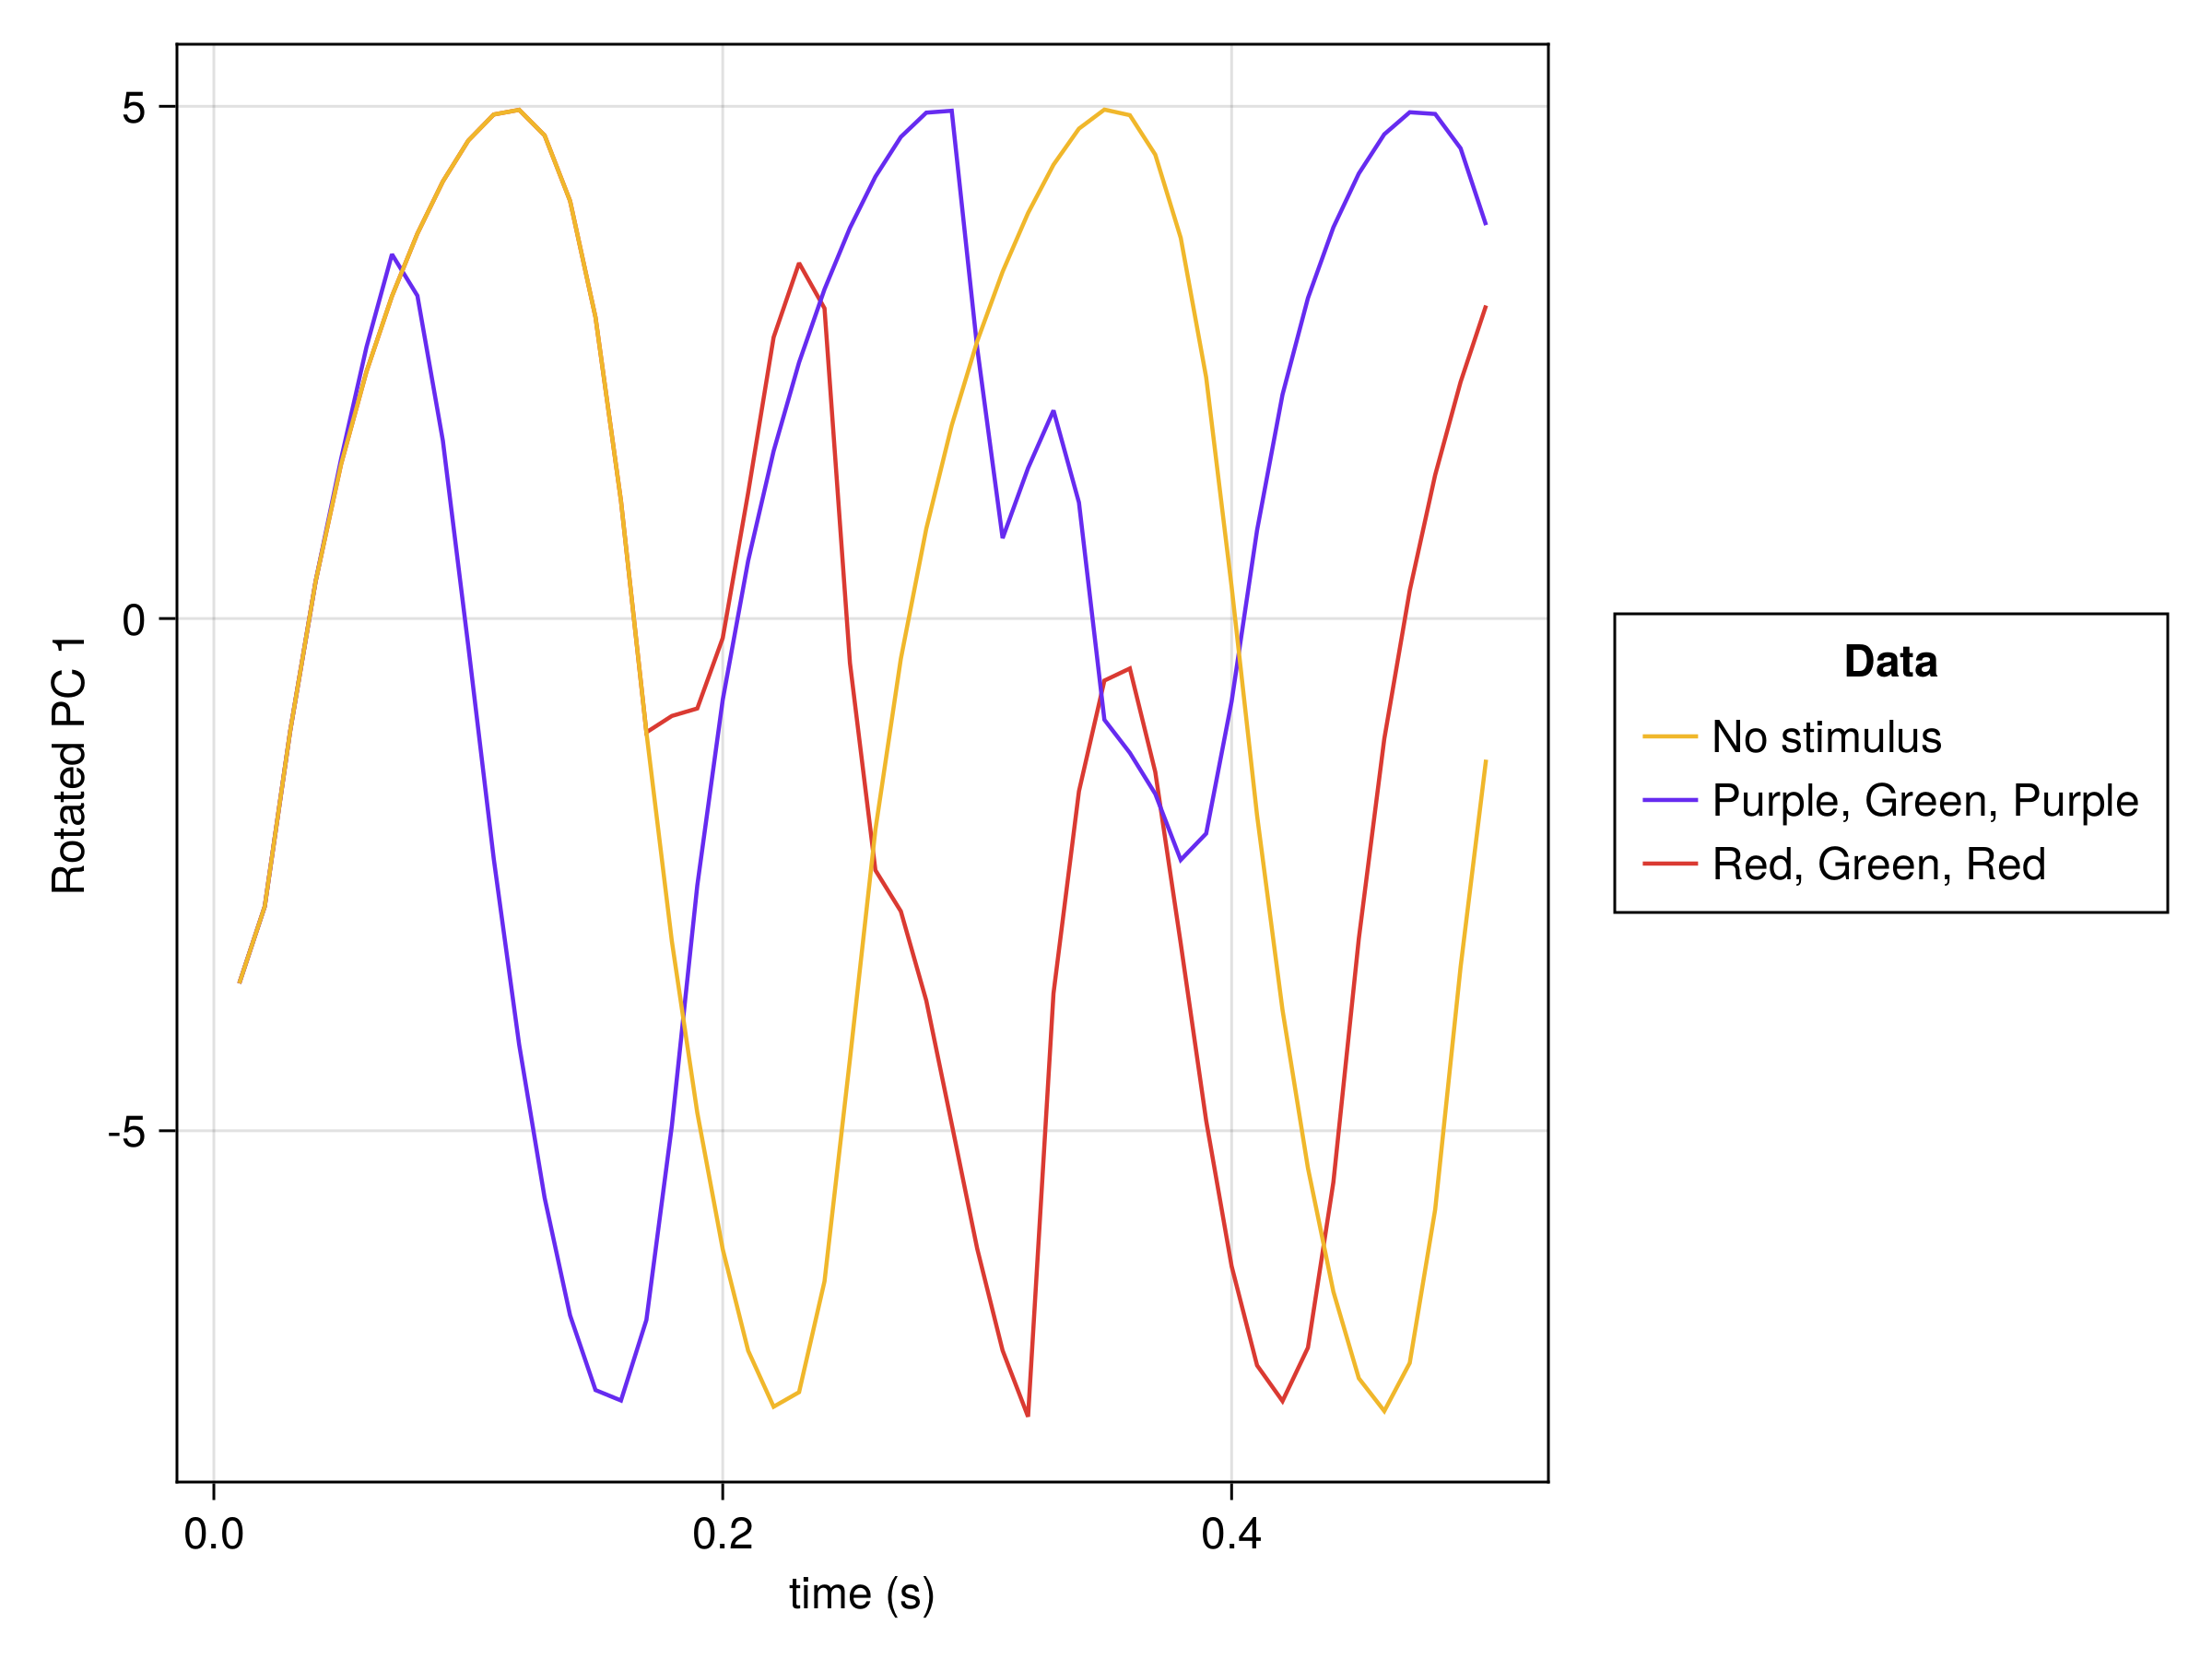 Rotated PC 1
5
0
-5
0.0
0.2
0.4
time (s)
Data
No stimulus
Purple, Green, Purple
Red, Green, Red